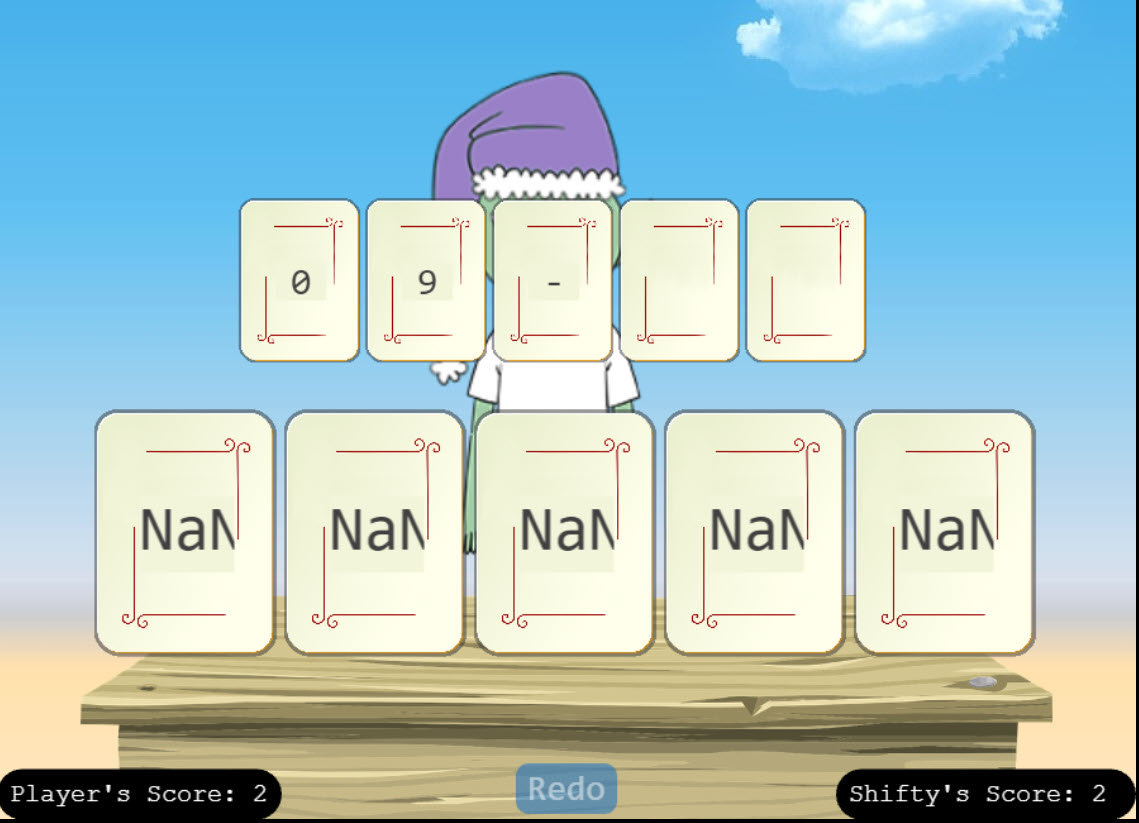 0 9 -
NaN NaN NaN NaN NaN
Redo
Player's Score: 2
Shifty's Score: 2